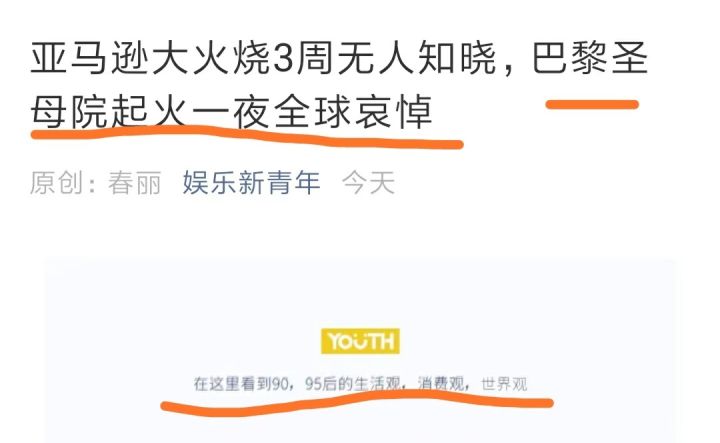 亚马逊大火烧3周无人知晓，巴黎圣
母院起火一夜全球哀悼
原创：春丽 娱乐新青年 今天
YOUTH
在这里看到90，95后的生活观，消费观，世界观